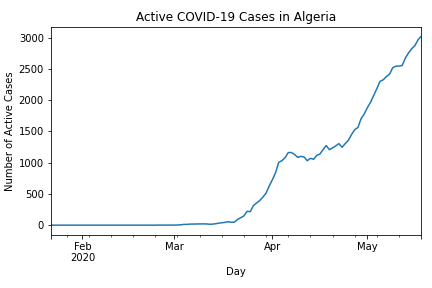 Active COVID-19 Cases in Algeria
Number of Active Cases
3000
2500
2000
1500
1000
500
0
Feb
2020
Mar
Apr
May
Day